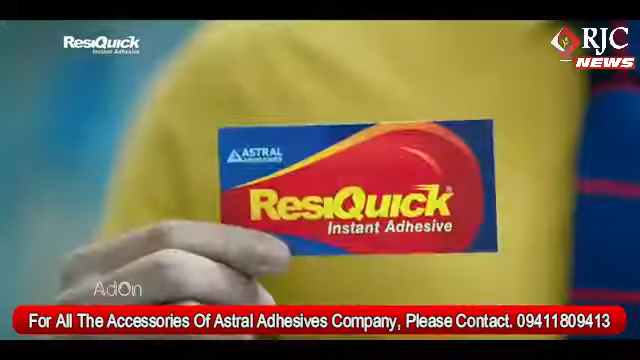 ResiQuick
Instant Adhesive
RJC
NEWS
ASTRAL
ADHESIVES
ResiQuick®
Instant Adhesive
AdOn
For All The Accessories Of Astral Adhesives Company, Please Contact. 09411809413